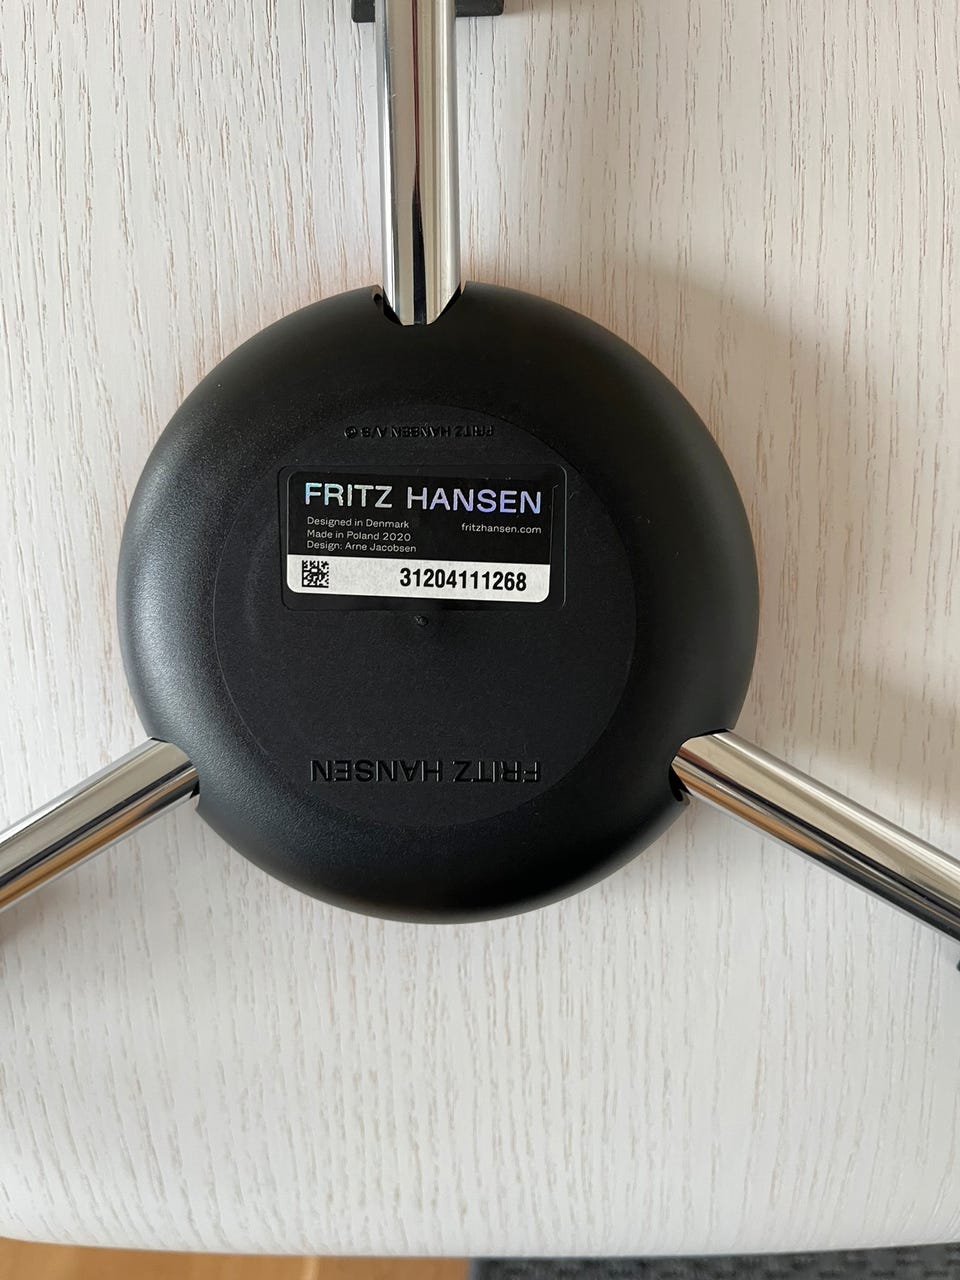 FRITZ HANSEN A/S ©
FRITZ HANSEN
Designed in Denmark
Made in Poland 2020
Design: Arne Jacobsen
fritzhansen.com
31204111268
FRITZ HANSEN